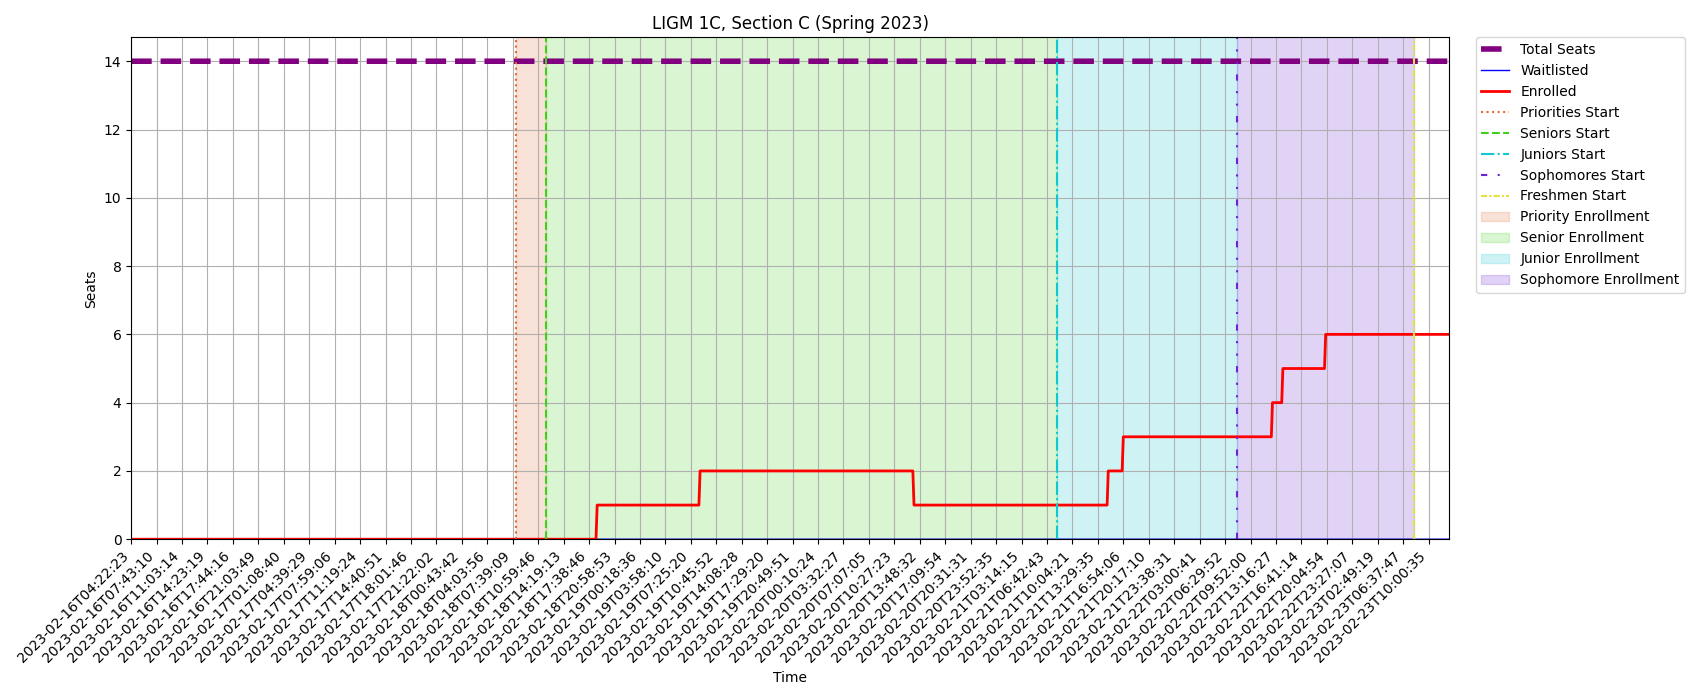 LIGM 1C, Section C (Spring 2023)
Seats
14
12
10
8
6
4
2
0
2023-02-16T04:22:23
2023-02-16T07:43:10
2023-02-16T11:03:14
2023-02-16T14:23:19
2023-02-16T17:44:16
2023-02-16T21:03:49
2023-02-17T01:08:40
2023-02-17T04:39:29
2023-02-17T07:59:06
2023-02-17T11:19:24
2023-02-17T14:40:51
2023-02-17T18:01:46
2023-02-17T21:22:02
2023-02-18T00:43:42
2023-02-18T04:03:56
2023-02-18T07:39:09
2023-02-18T10:59:46
2023-02-18T14:19:13
2023-02-18T17:38:46
2023-02-18T20:58:53
2023-02-19T00:18:36
2023-02-19T03:58:10
2023-02-19T07:25:20
2023-02-19T10:45:52
2023-02-19T14:08:28
2023-02-19T17:29:20
2023-02-19T20:49:51
2023-02-20T00:10:24
2023-02-20T03:32:27
2023-02-20T07:07:05
2023-02-20T10:27:23
2023-02-20T13:48:32
2023-02-20T17:09:54
2023-02-20T20:31:31
2023-02-20T23:52:35
2023-02-21T03:14:15
2023-02-21T06:42:43
2023-02-21T10:04:21
2023-02-21T13:29:35
2023-02-21T16:54:06
2023-02-21T20:17:10
2023-02-21T23:38:31
2023-02-22T03:00:41
2023-02-22T06:29:52
2023-02-22T09:52:00
2023-02-22T13:16:27
2023-02-22T16:41:14
2023-02-22T20:04:54
2023-02-22T23:27:07
2023-02-23T02:49:19
2023-02-23T06:37:47
2023-02-23T10:00:35
Time
Total Seats
Waitlisted
Enrolled
Priorities Start
Seniors Start
Juniors Start
Sophomores Start
Freshmen Start
Priority Enrollment
Senior Enrollment
Junior Enrollment
Sophomore Enrollment